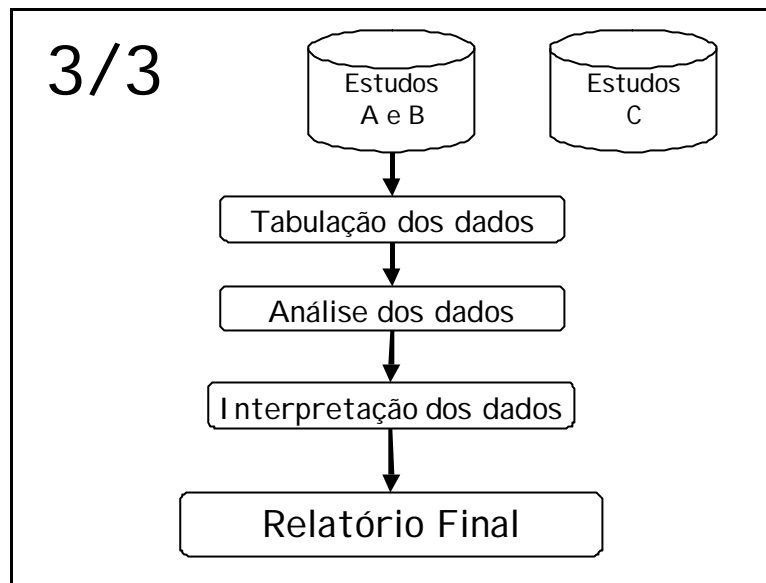 3/3
Estudos
A e B
Estudos
C
Tabulação dos dados
Análise dos dados
Interpretação dos dados
Relatório Final